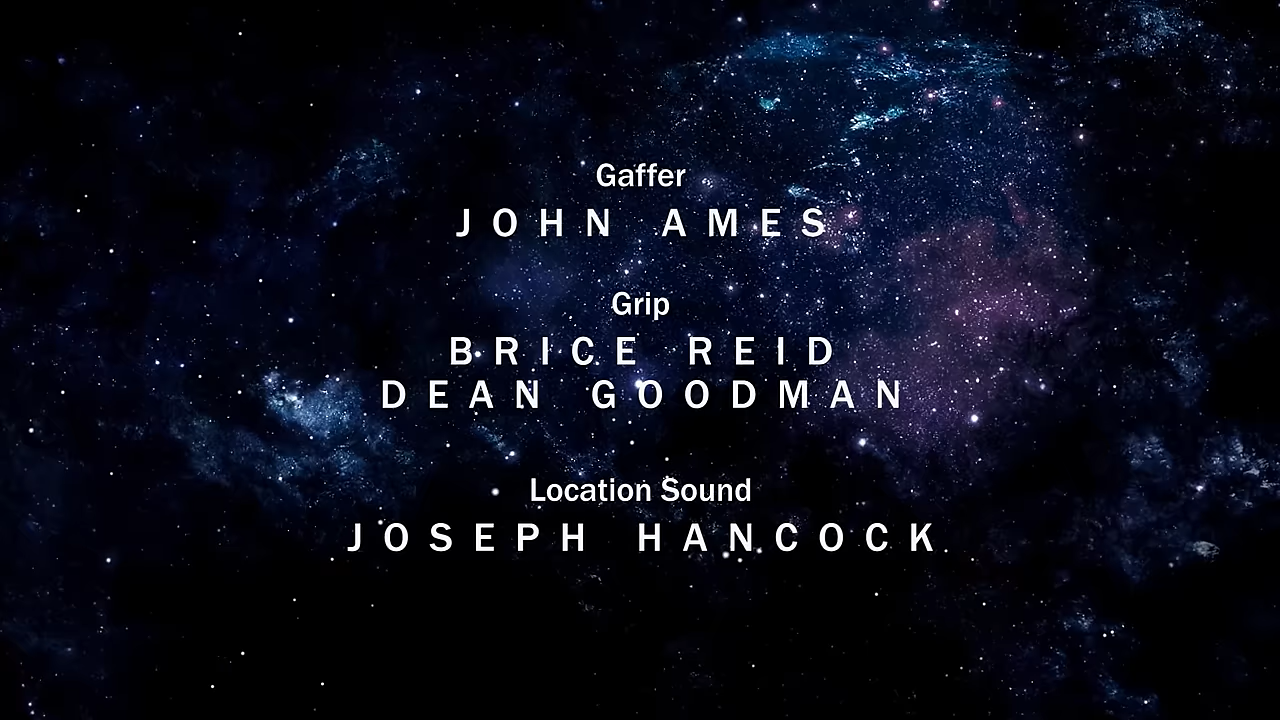 Gaffer
JOHN AMES
Grip
BRICE REID
DEAN GOODMAN
Location Sound
JOSEPH HANCOCK